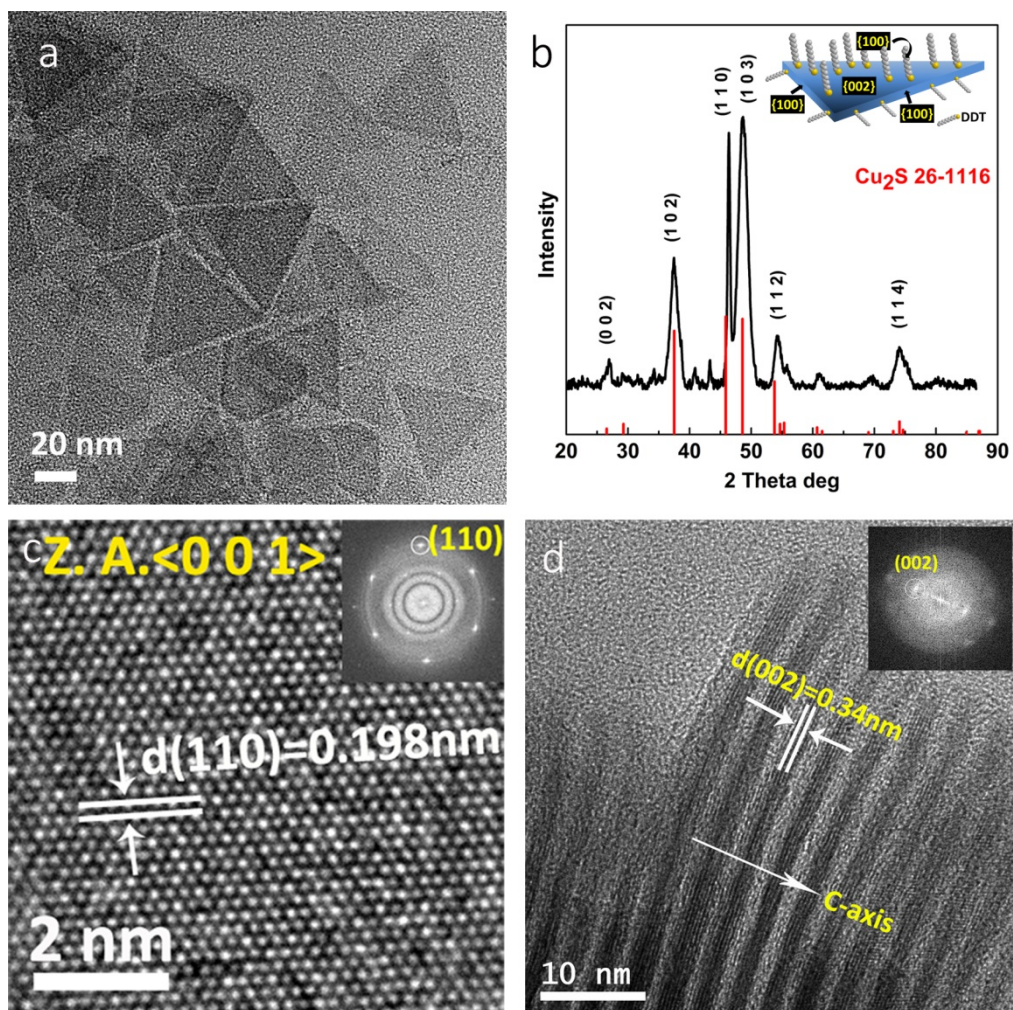 a
20 nm
b
{100}
{002}
{100}
{100}
DDT
Cu2S 26-1116
(0 0 2)
(1 0 2)
(1 1 0)
(1 0 3)
(1 1 2)
(1 1 4)
Intensity
20 30 40 50 60 70 80 90
2 Theta deg
c
Z. A.<0 0 1>
(110)
d(110)=0.198nm
2 nm
d
(002)
d(002)=0.34nm
C-axis
10 nm